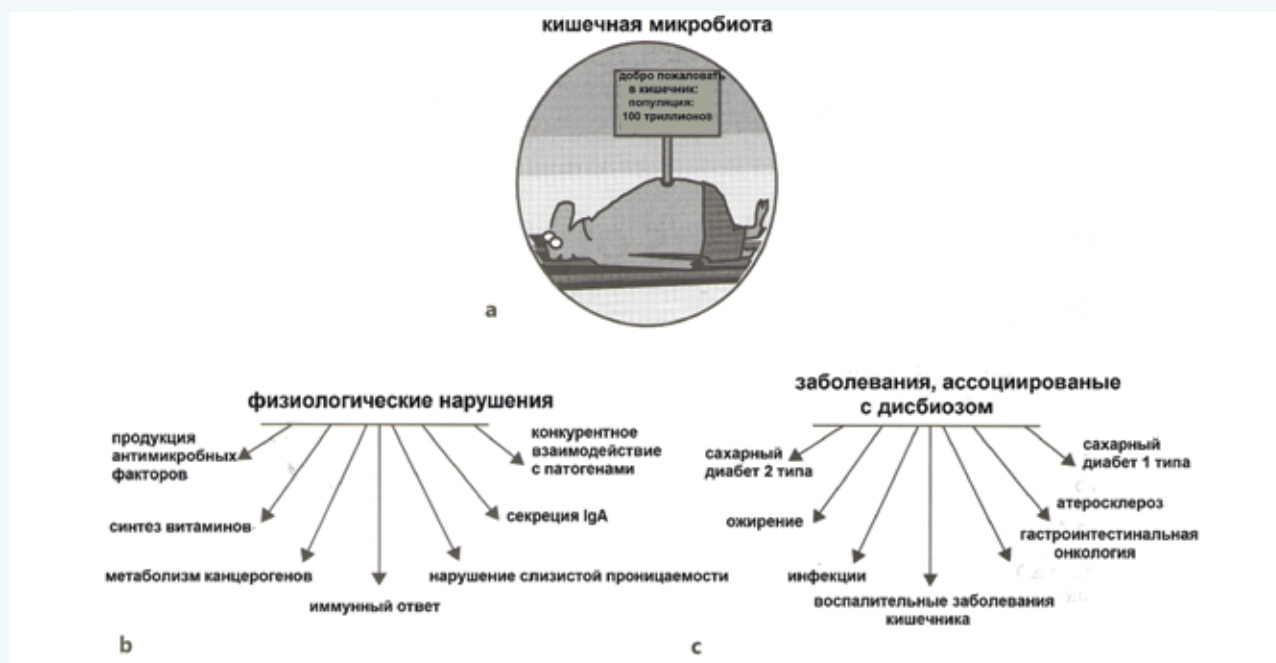 кишечная микробиота
добро пожаловать
в кишечник:
популяция:
100 триллионов
a
физиологические нарушения
продукция
антимикробных
факторов
синтез витаминов
метаболизм канцерогенов
иммунный ответ
нарушение слизистой проницаемости
секреция IgA
конкурентное
взаимодействие
с патогенами
b
заболевания, ассоциированые
с дисбиозом
сахарный
диабет 2 типа
ожирение
инфекции
воспалительные заболевания
кишечника
гастроинтестинальная
онкология
атеросклероз
сахарный
диабет 1 типа
c